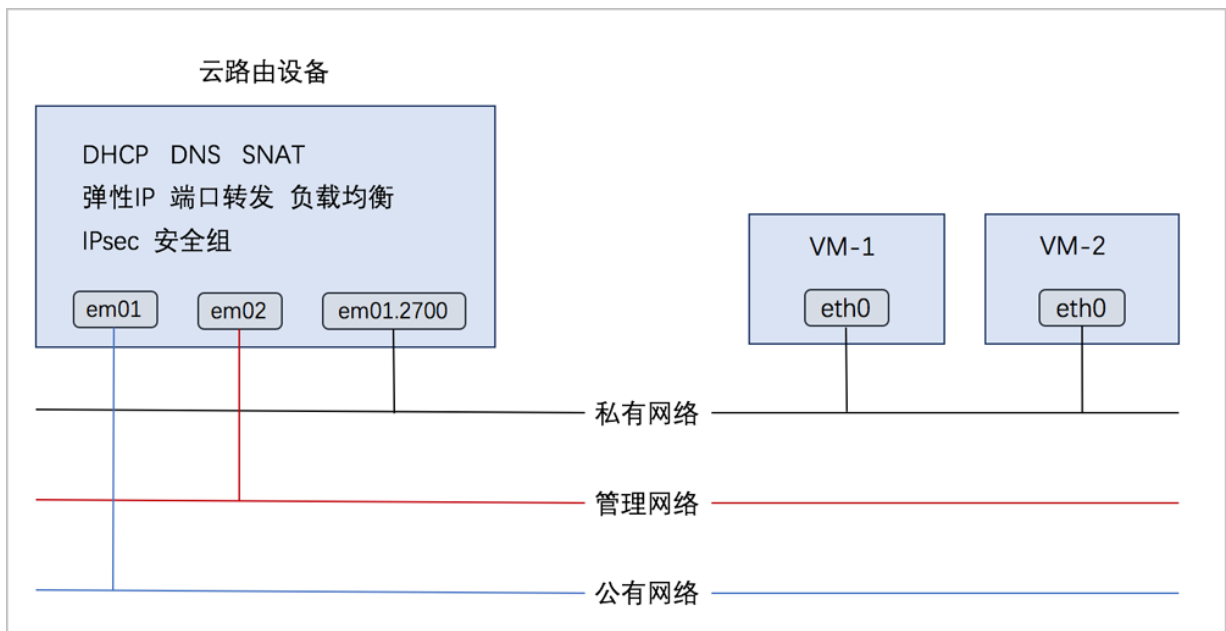 云路由设备
DHCP DNS SNAT
弹性IP 端口转发 负载均衡
IPsec 安全组
em01 em02 em01.2700
VM-1 VM-2
eth0 eth0
私有网络
管理网络
公有网络